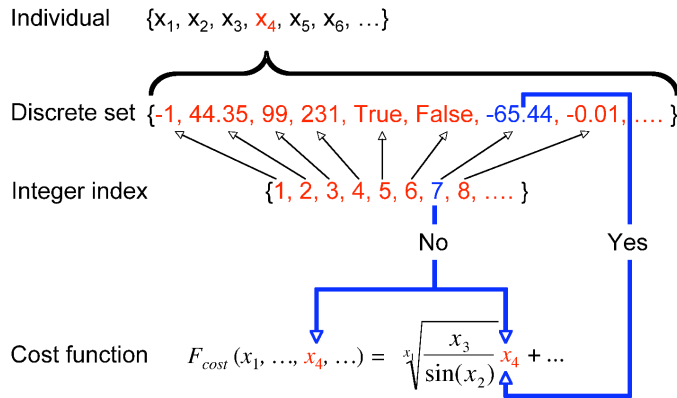 Individual {x₁, x₂, x₃, x₄, x₅, x₆, …}
Discrete set {-1, 44.35, 99, 231, True, False, -65.44, -0.01, …. }
Integer index {1, 2, 3, 4, 5, 6, 7, 8, …. }
No Yes
Cost function F_cost (x₁, …, x₄, …) = ˣ¹√(x₃ / sin(x₂)) x₄ + ...